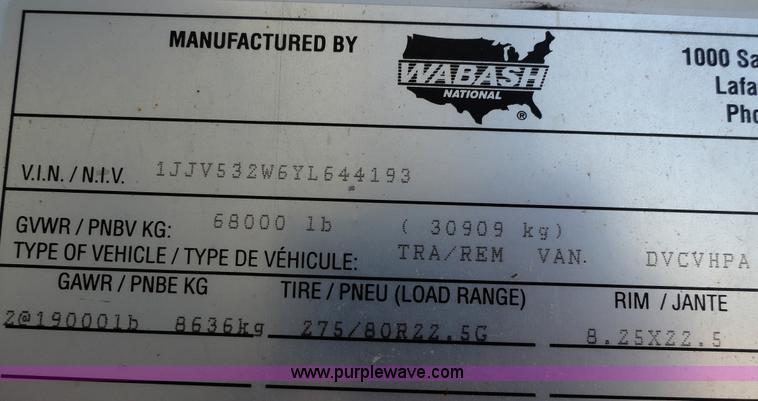 MANUFACTURED BY
WABASH
NATIONAL
®
1000 Sa
Lafa
Pho
V.I.N. / N.I.V. 1JJV532W6YL644193
GVWR / PNBV KG: 68000 lb ( 30909 kg)
TYPE OF VEHICLE / TYPE DE VÉHICULE: TRA/REM VAN. DVCVHPA
GAWR / PNBE KG TIRE / PNEU (LOAD RANGE) RIM / JANTE
2@19000lb 8636kg 275/80R22.5G 8.25X22.5
www.purplewave.com